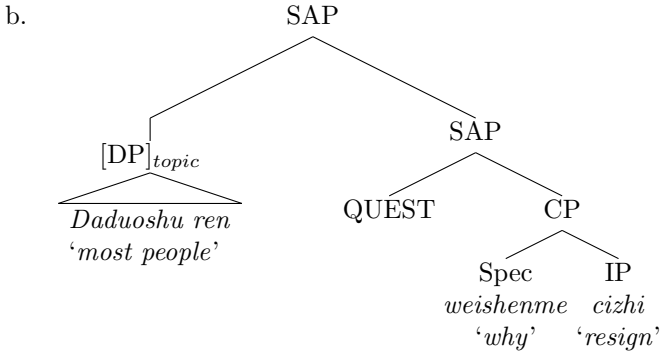 b.
SAP
SAP
[DP]topic
QUEST CP
Daduoshu ren
‘most people’
Spec IP
weishenme cizhi
‘why’ ‘resign’